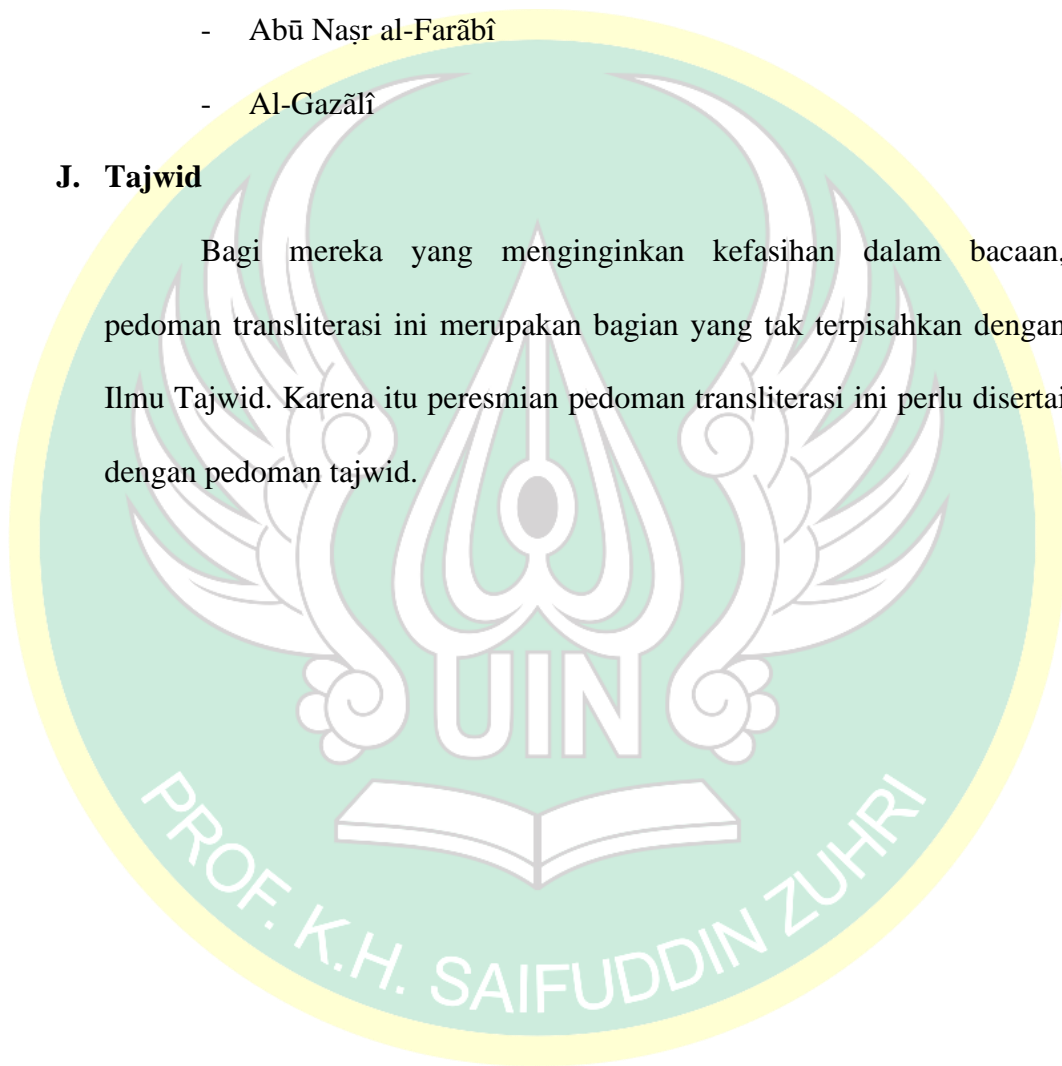 - Abū Naṣr al-Farãbî
- Al-Gazãlî
J. Tajwid
Bagi mereka yang menginginkan kefasihan dalam bacaan,
pedoman transliterasi ini merupakan bagian yang tak terpisahkan dengan
Ilmu Tajwid. Karena itu peresmian pedoman transliterasi ini perlu disertai
dengan pedoman tajwid.
UIN
PROF. K.H. SAIFUDDIN ZUHRI